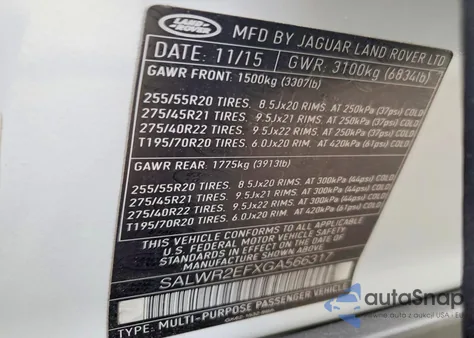 LAND ROVER
MFD BY JAGUAR LAND ROVER LTD
DATE: 11/15 GWR: 3100kg (6834lb)
GAWR FRONT: 1500kg (3307lb)
255/55R20 TIRES. 8.5Jx20 RIMS. AT 250kPa (37psi) COLD
275/45R21 TIRES. 9.5Jx21 RIMS. AT 250kPa (37psi) COLD
275/40R22 TIRES. 9.5Jx22 RIMS. AT 250kPa (37psi) COLD
T195/70R20 TIRES. 6.0Jx20 RIM. AT 420kPa (61psi) COLD
GAWR REAR: 1775kg (3913lb)
255/55R20 TIRES. 8.5Jx20 RIMS. AT 300kPa (44psi) COLD
275/45R21 TIRES. 9.5Jx21 RIMS. AT 300kPa (44psi) COLD
275/40R22 TIRES. 9.5Jx22 RIMS. AT 300kPa (44psi) COLD
T195/70R20 TIRES. 6.0Jx20 RIM. AT 420kPa (61psi) COLD
THIS VEHICLE CONFORMS TO ALL APPLICABLE
U.S. FEDERAL MOTOR VEHICLE SAFETY
STANDARDS IN EFFECT ON THE DATE OF
MANUFACTURE SHOWN ABOVE
SALWR2EFXGA566317
TYPE: MULTI-PURPOSE PASSENGER VEHICLE
autoSnap